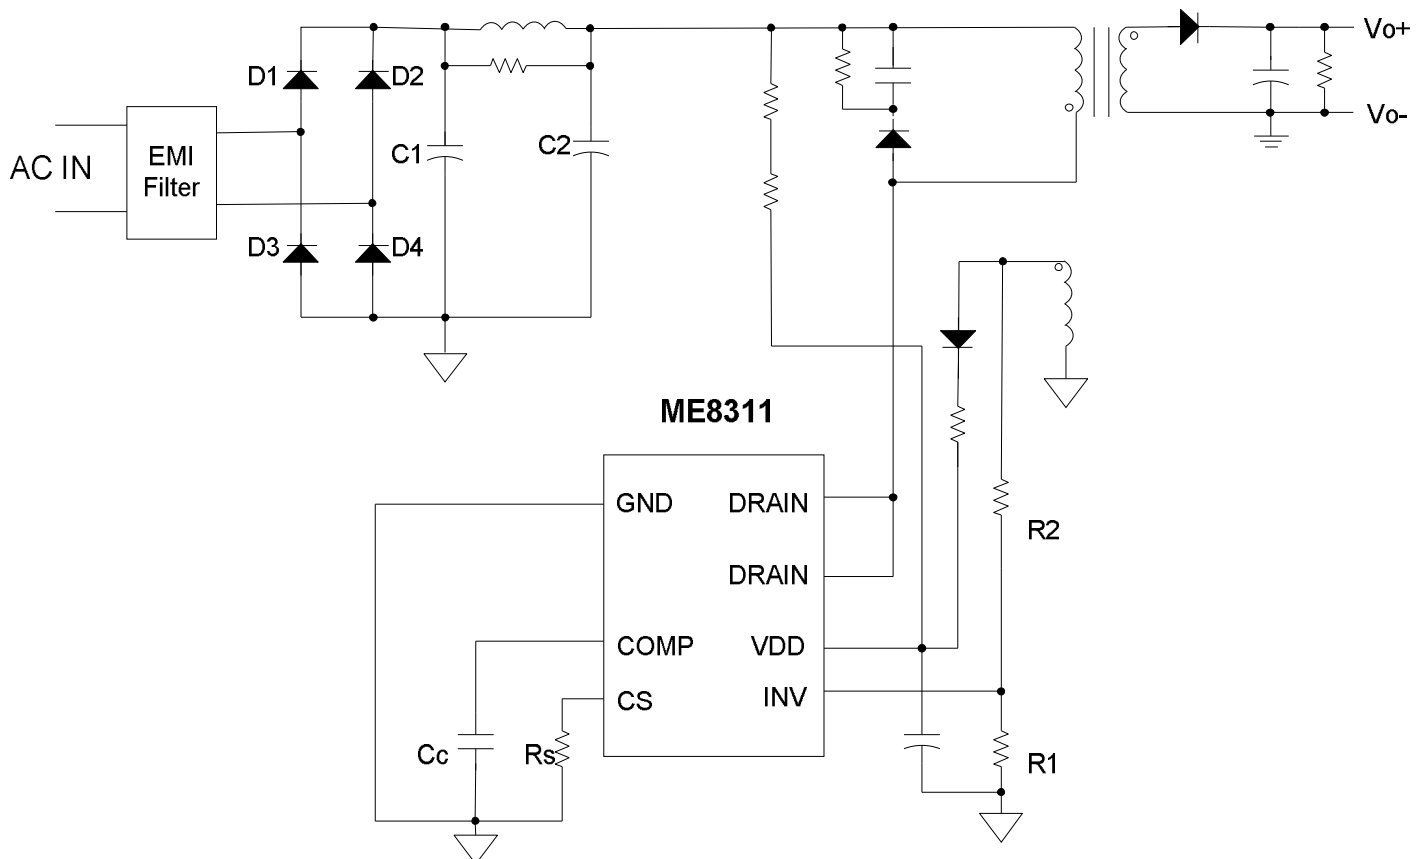 Vo+
D1
D2
Vo-
EMI
Filter
C1
C2
AC IN
D3
D4
ME8311
GND
DRAIN
R2
DRAIN
COMP
VDD
CS
INV
Cc
Rs
R1